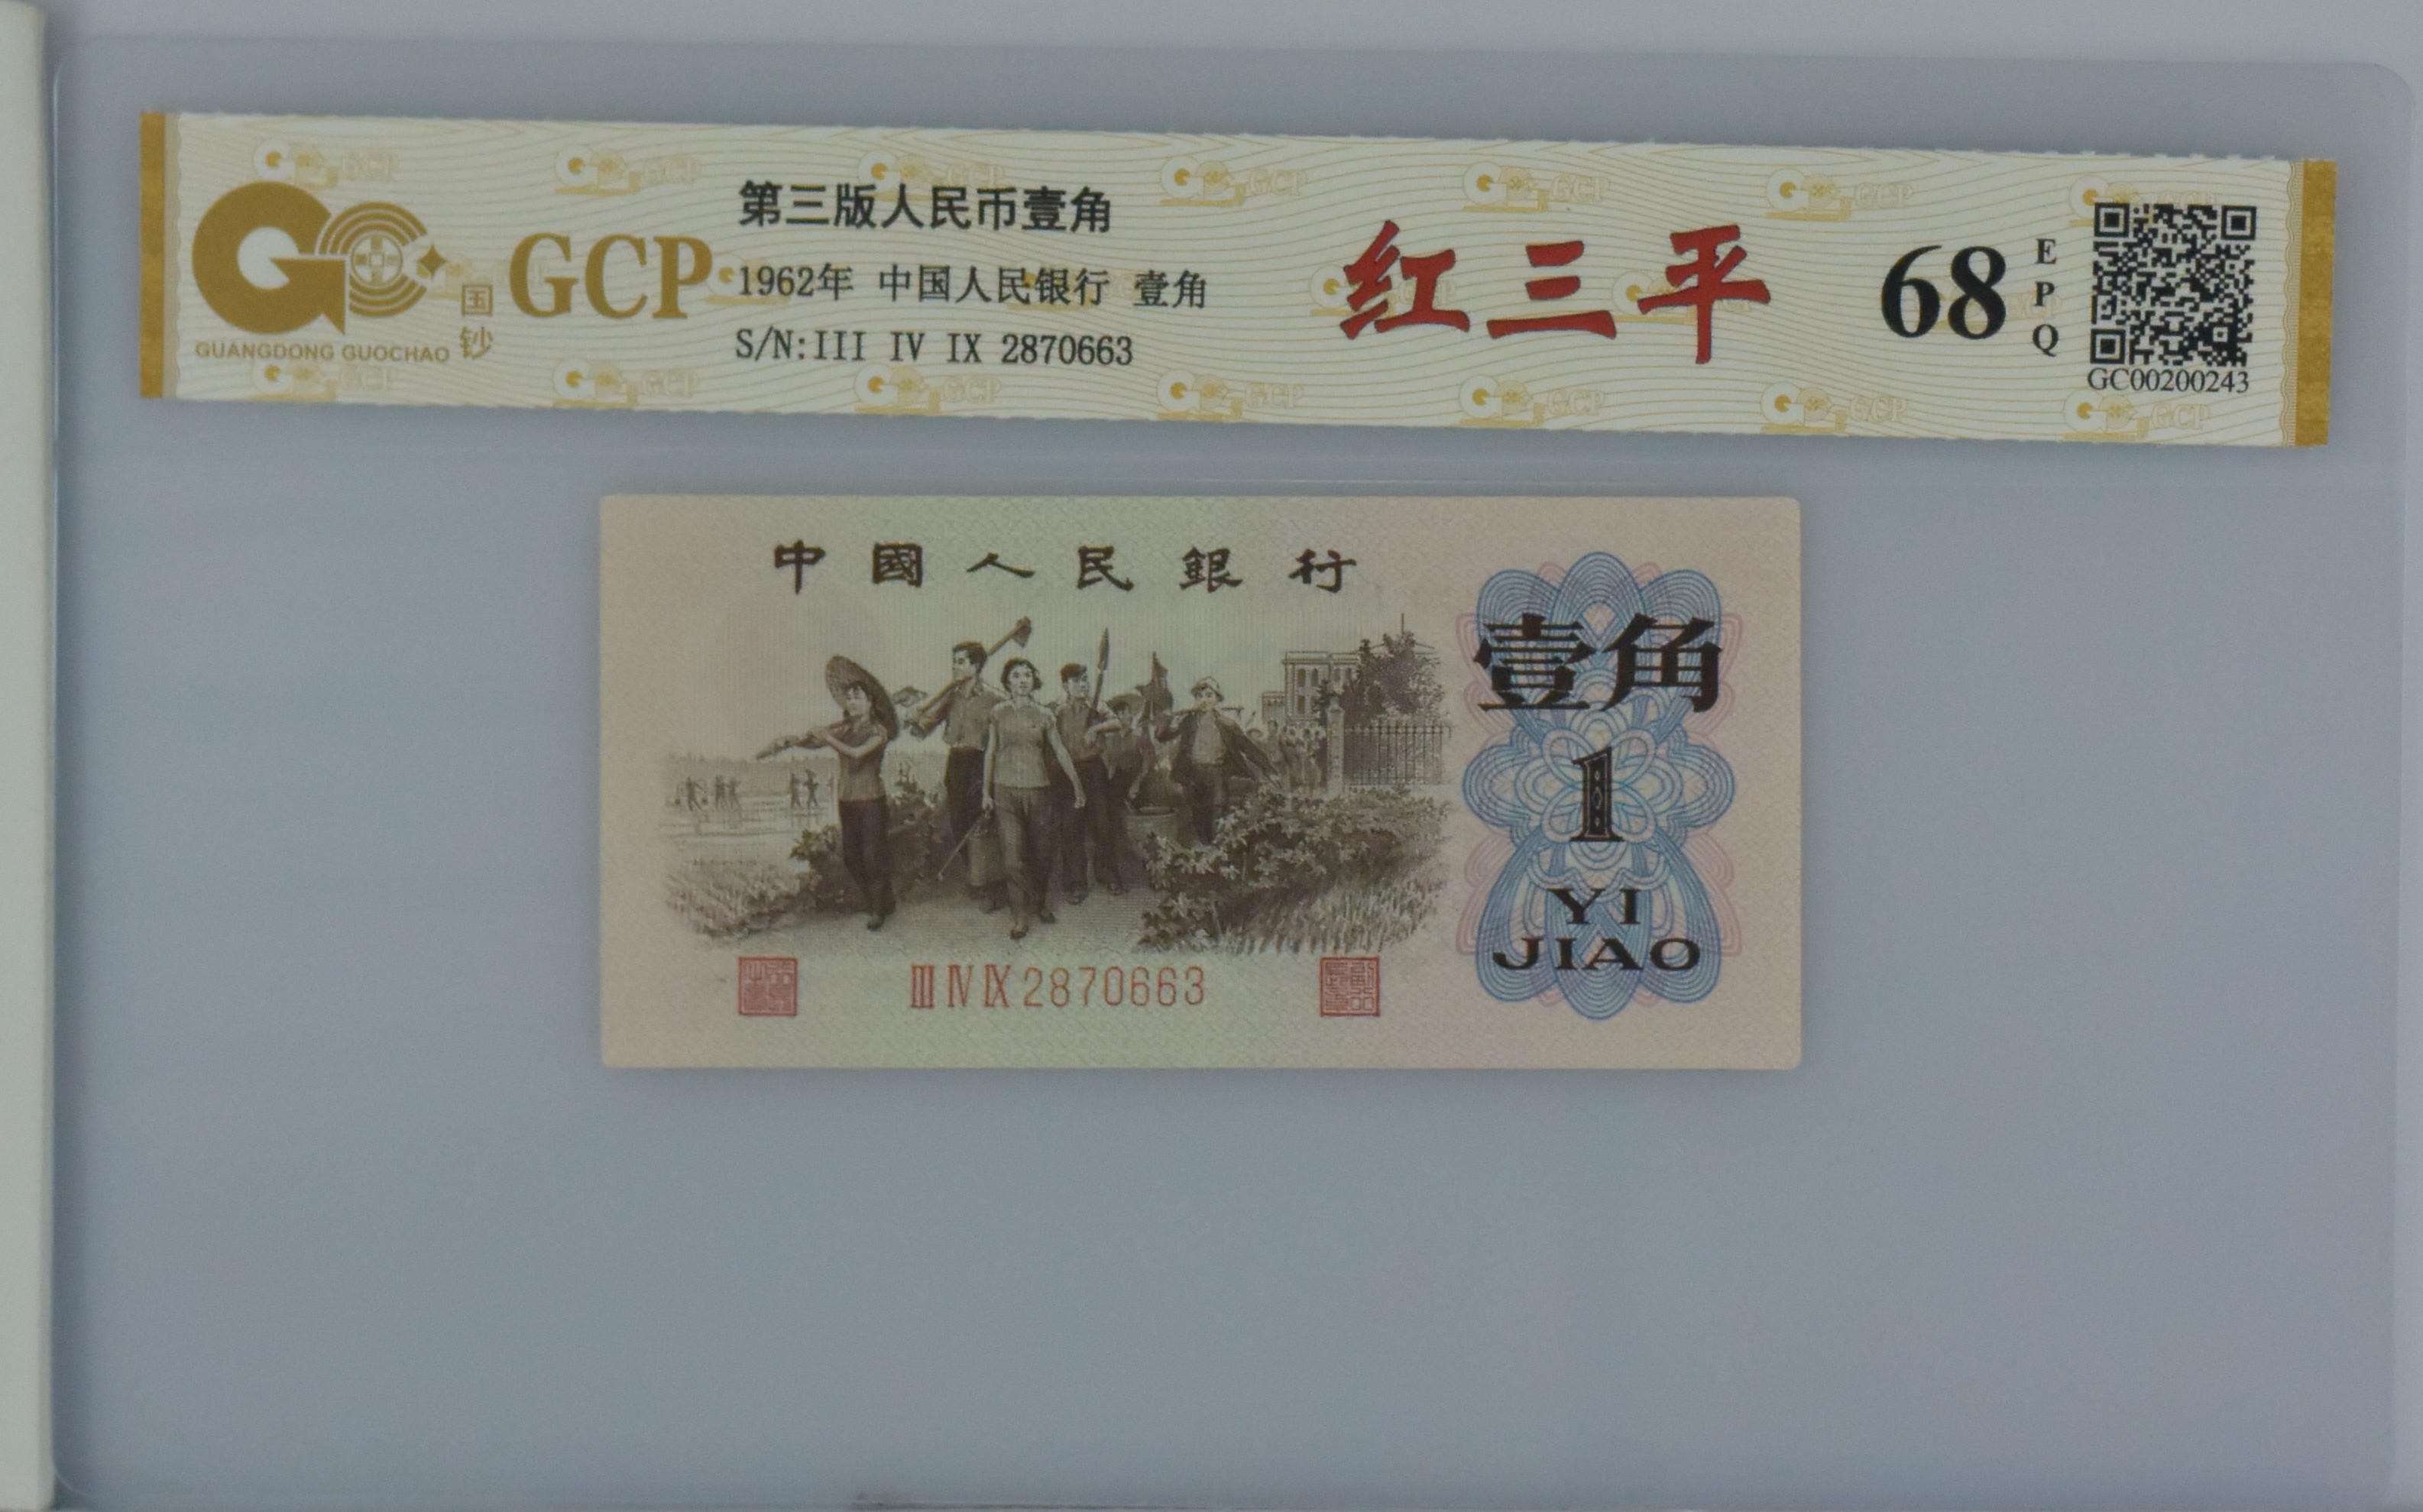 GCP
国钞
GUANGDONG GUOCHAO
第三版人民币壹角
1962年 中国人民银行 壹角
S/N:III IV IX 2870663
红三平
68
EPQ
GC00200243
中國人民銀行
壹角
1
YI
JIAO
III IV IX 2870663